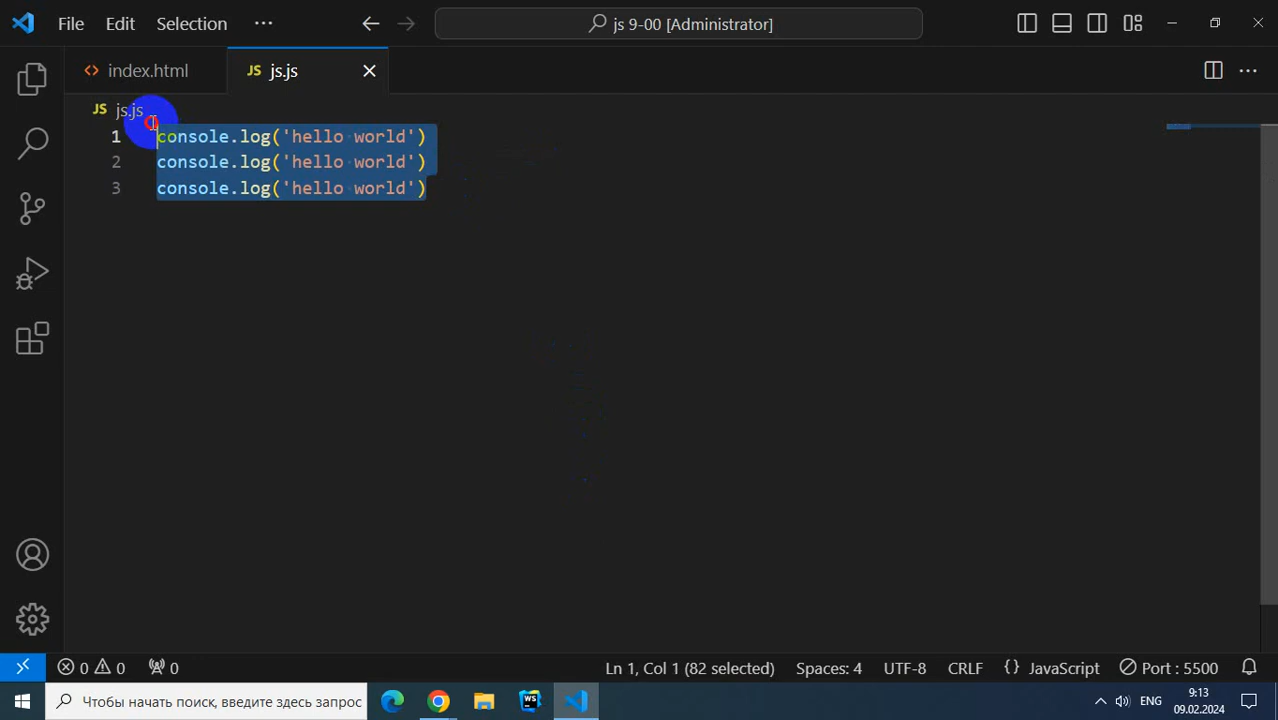 File Edit Selection ··· js 9-00 [Administrator]
index.html JS js.js
JS js.js
1 console.log('hello world')
2 console.log('hello world')
3 console.log('hello world')
0 0 0 Ln 1, Col 1 (82 selected) Spaces: 4 UTF-8 CRLF {} JavaScript Port : 5500
Чтобы начать поиск, введите здесь запрос WS ENG 9:13
09.02.2024